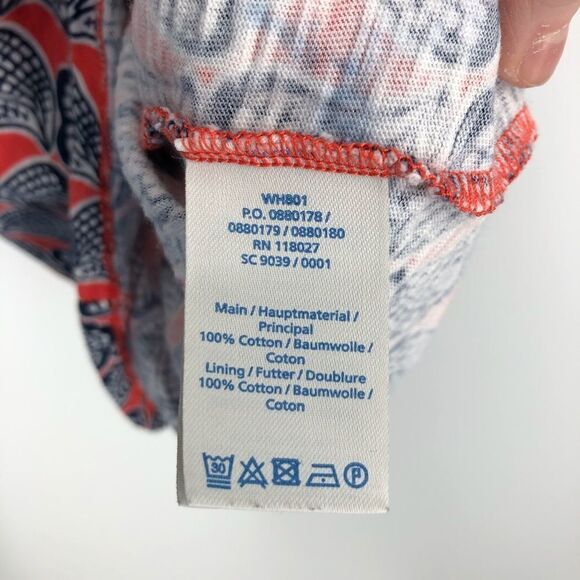 WH801
P.O. 0880178 /
0880179 / 0880180
RN 118027
SC 9039 / 0001
Main / Hauptmaterial /
Principal
100% Cotton / Baumwolle /
Coton
Lining / Futter / Doublure
100% Cotton / Baumwolle /
Coton
30 P